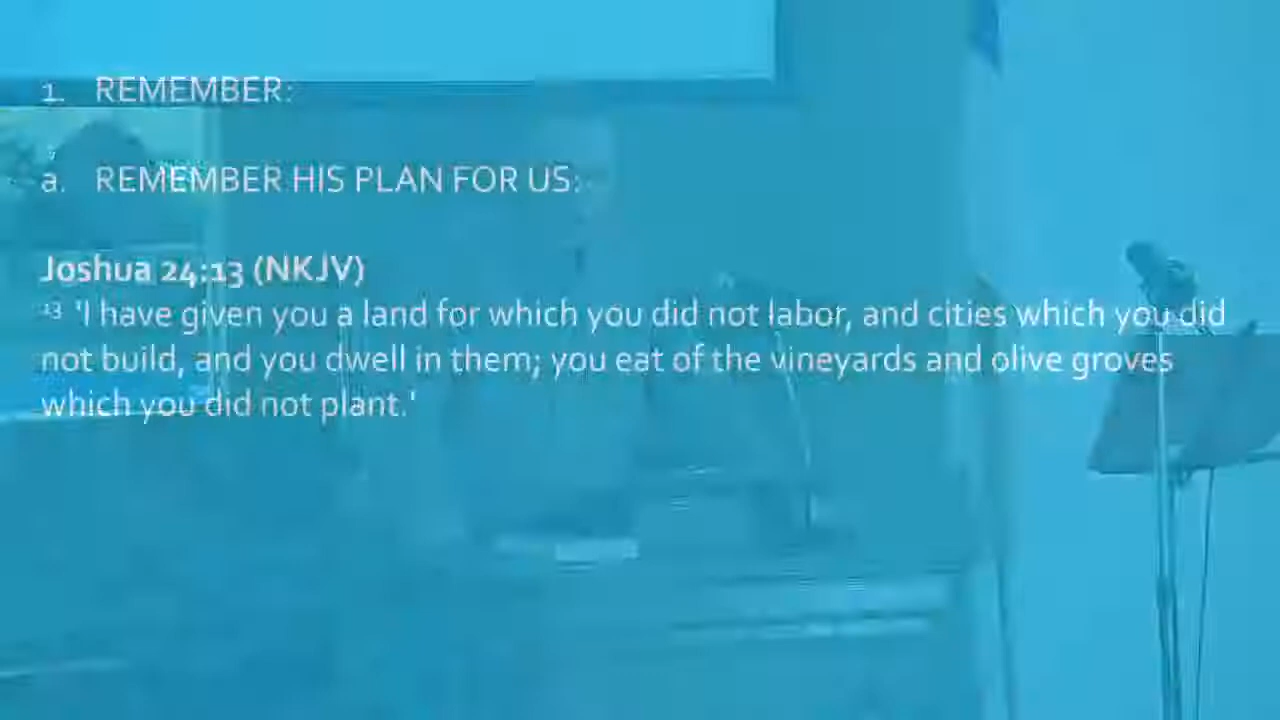 1. REMEMBER:
a. REMEMBER HIS PLAN FOR US:
Joshua 24:13 (NKJV)
13 'I have given you a land for which you did not labor, and cities which you did
not build, and you dwell in them; you eat of the vineyards and olive groves
which you did not plant.'